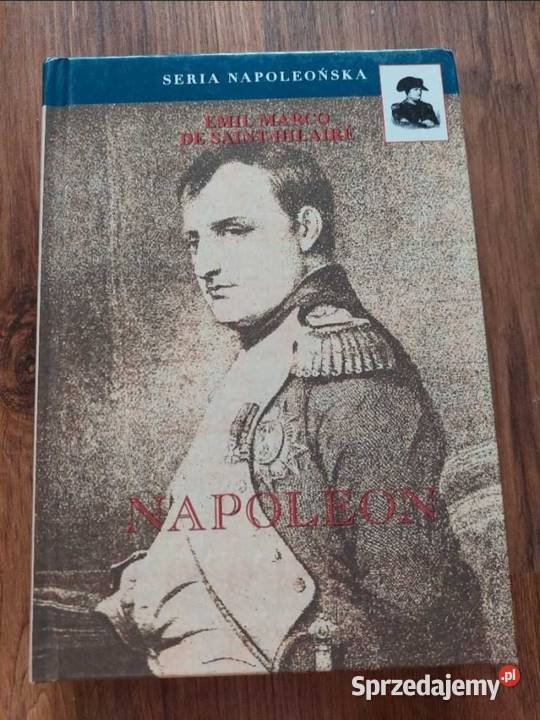 SERIA NAPOLEOŃSKA
EMIL MARCO
DE SAINT-HILAIRE
NAPOLEON
Sprzedajemy.pl